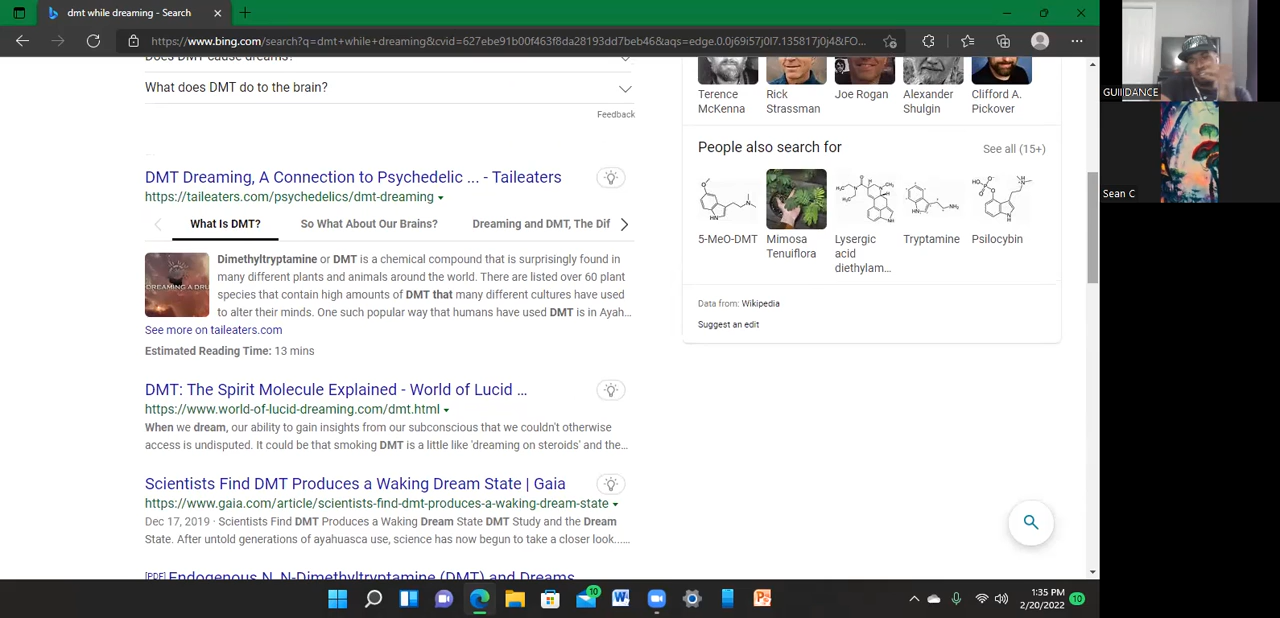 dmt while dreaming - Search
https://www.bing.com/search?q=dmt+while+dreaming&cvid=627ebe91b00f463f8da28193dd7beb46&aqs=edge.0.0j69i57j0l7.135817j0j4&FO...
Does DMT cause dreams?
What does DMT do to the brain?
Feedback
DMT Dreaming, A Connection to Psychedelic ... - Taileaters
https://taileaters.com/psychedelics/dmt-dreaming
What Is DMT?
So What About Our Brains?
Dreaming and DMT, The Dif
Dimethyltryptamine or DMT is a chemical compound that is surprisingly found in
many different plants and animals around the world. There are listed over 60 plant
species that contain high amounts of DMT that many different cultures have used
to alter their minds. One such popular way that humans have used DMT is in Ayah...
DREAMING A DRU
See more on taileaters.com
Estimated Reading Time: 13 mins
DMT: The Spirit Molecule Explained - World of Lucid ...
https://www.world-of-lucid-dreaming.com/dmt.html
When we dream, our ability to gain insights from our subconscious that we couldn't otherwise
access is undisputed. It could be that smoking DMT is a little like 'dreaming on steroids' and the...
Scientists Find DMT Produces a Waking Dream State | Gaia
https://www.gaia.com/article/scientists-find-dmt-produces-a-waking-dream-state
Dec 17, 2019 · Scientists Find DMT Produces a Waking Dream State DMT Study and the Dream
State. After untold generations of ayahuasca use, science has now begun to take a closer look......
[PDF] Endogenous N, N-Dimethyltryptamine (DMT) and Dreams
Terence
McKenna
Rick
Strassman
Joe Rogan
Alexander
Shulgin
Clifford A.
Pickover
People also search for
See all (15+)
5-MeO-DMT
Mimosa
Tenuiflora
Lysergic
acid
diethylam...
Tryptamine
Psilocybin
Data from: Wikipedia
Suggest an edit
GUIIIDANCE
Sean C
10
1:35 PM
2/20/2022
10